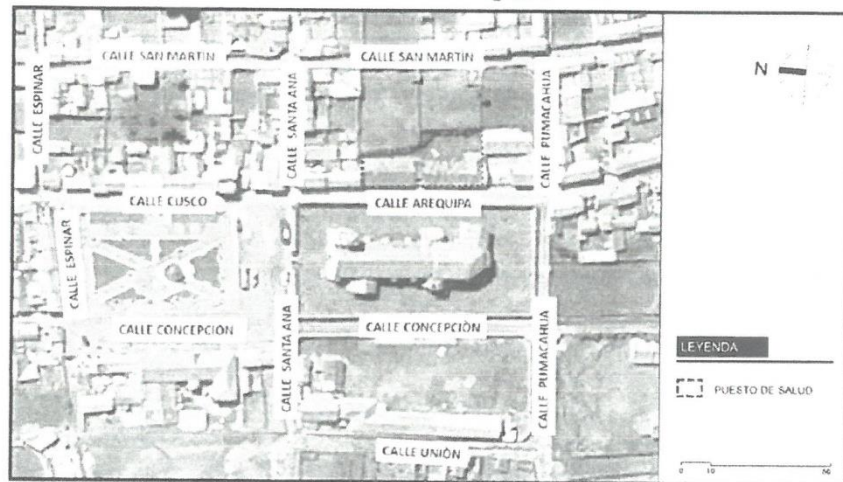 CALLE SAN MARTIN
CALLE SAN MARTIN
N
CALLE ESPINAR
CALLE SANTA ANA
CALLE PUMACAHUA
CALLE CUSCO
CALLE AREQUIPA
CALLE ESPINAR
CALLE CONCEPCIÓN
CALLE CONCEPCIÓN
CALLE SANTA ANA
CALLE PUMACAHUA
CALLE UNIÓN
LEYENDA
PUESTO DE SALUD
0 10 50